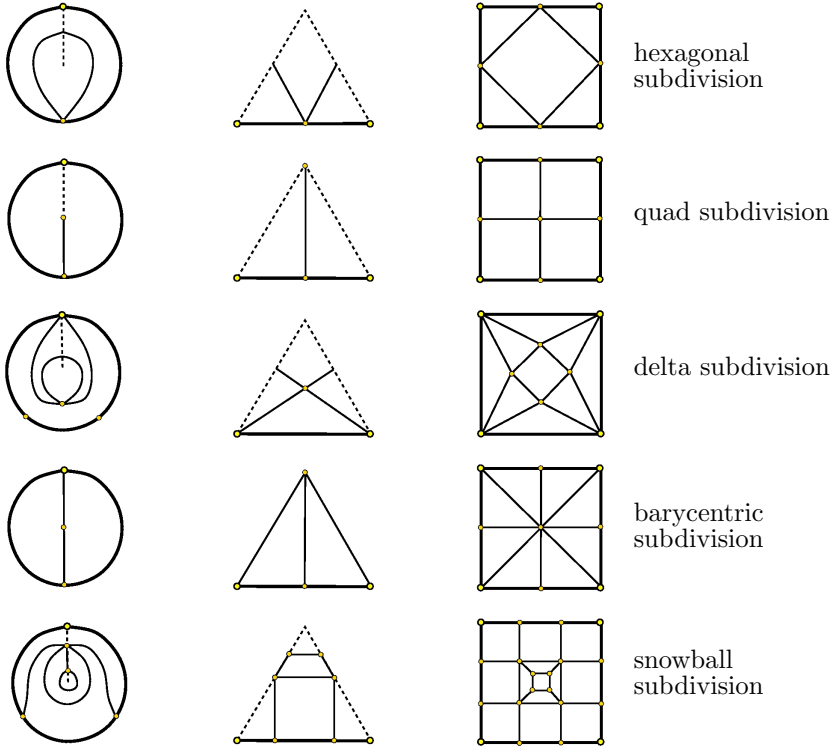 hexagonal
subdivision
quad subdivision
delta subdivision
barycentric
subdivision
snowball
subdivision